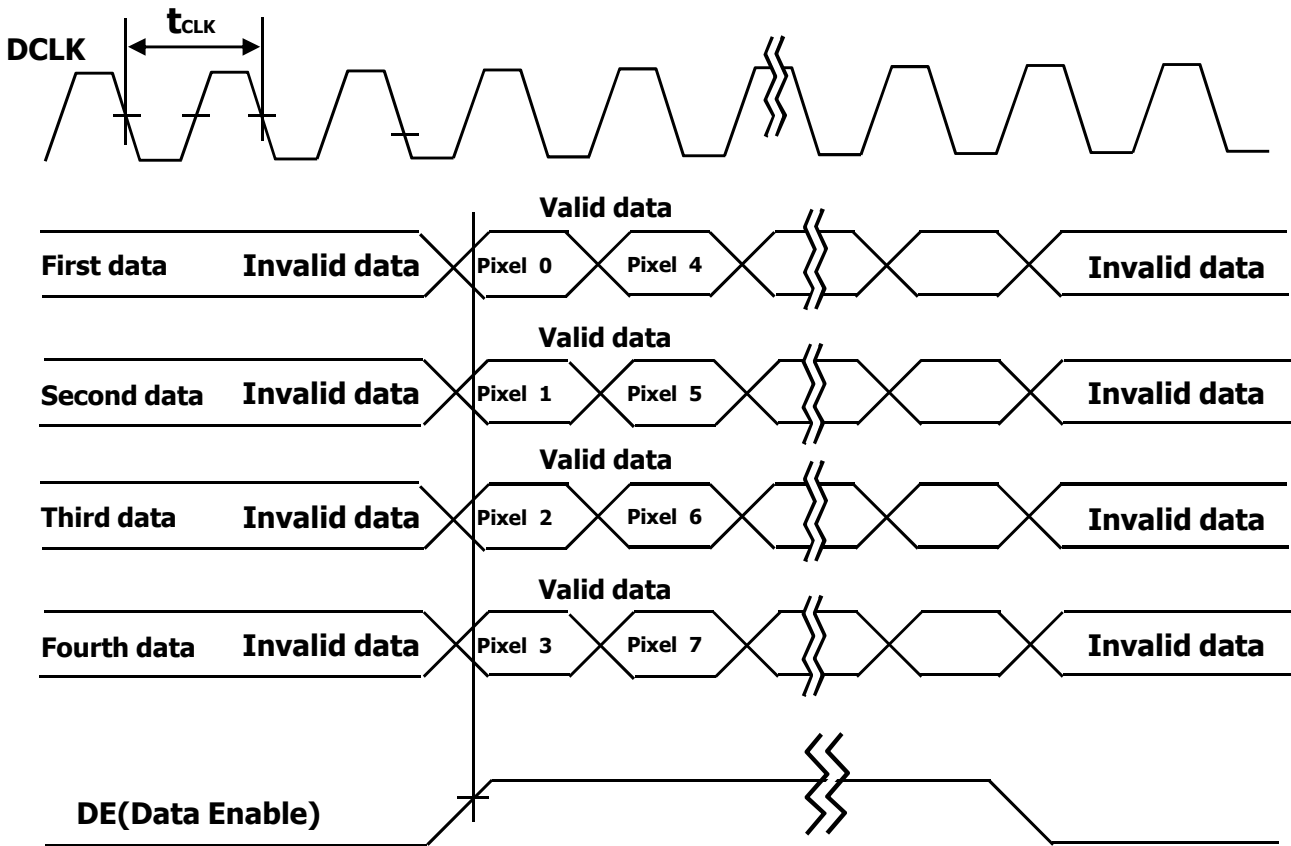 tCLK
DCLK
Valid data
First data Invalid data Pixel 0 Pixel 4 Invalid data
Valid data
Second data Invalid data Pixel 1 Pixel 5 Invalid data
Valid data
Third data Invalid data Pixel 2 Pixel 6 Invalid data
Valid data
Fourth data Invalid data Pixel 3 Pixel 7 Invalid data
DE(Data Enable)